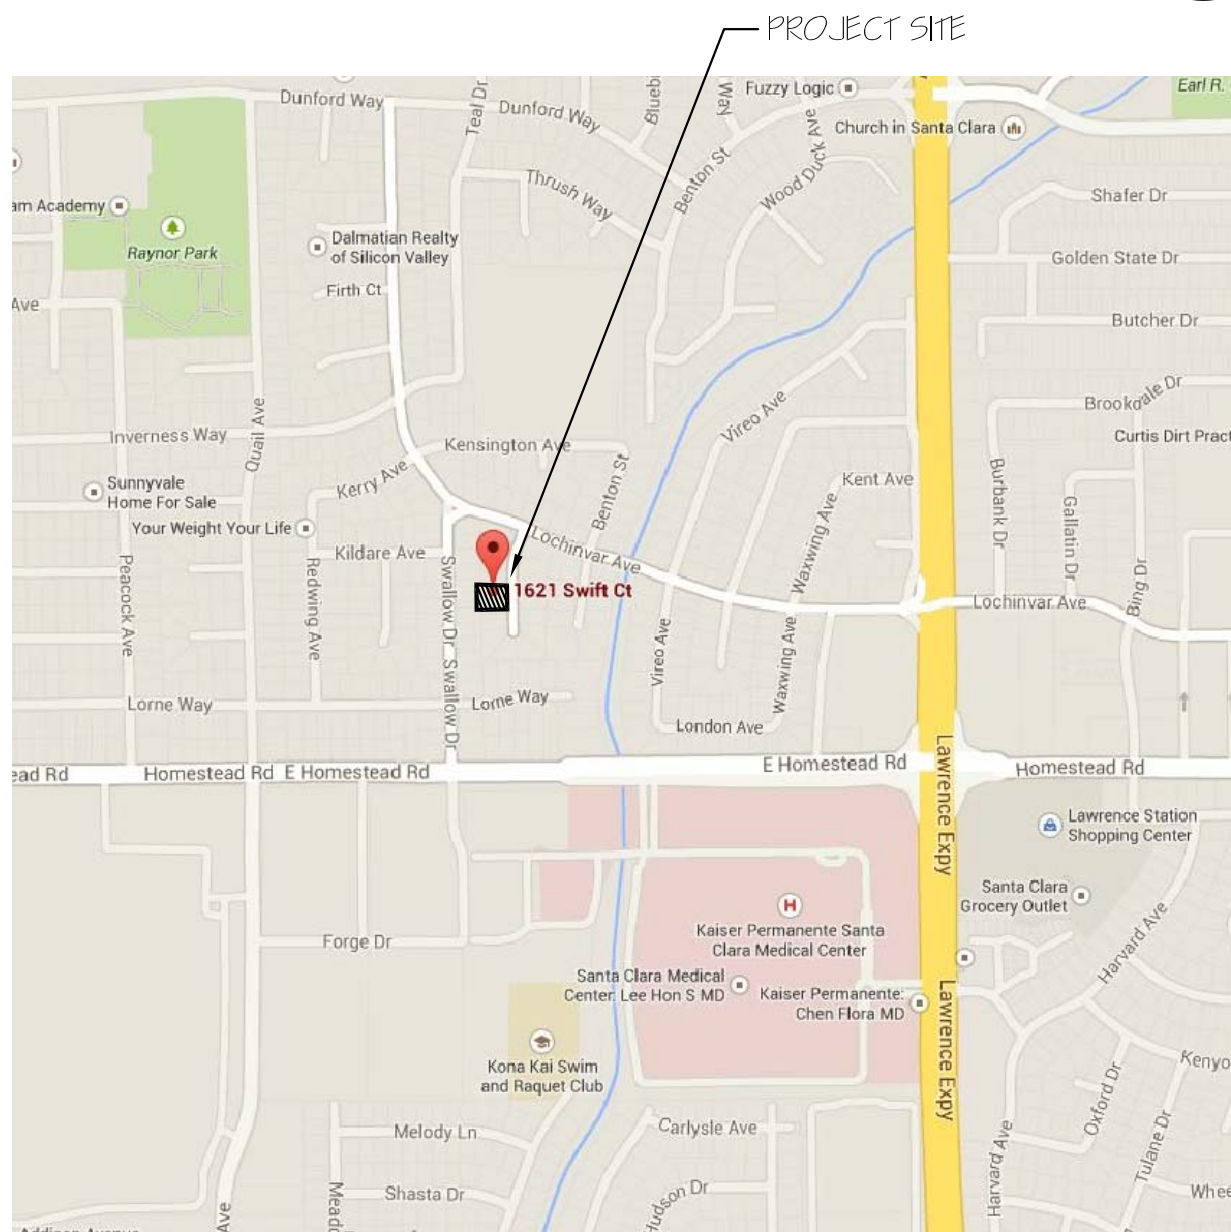 PROJECT SITE
Earl R.
Fuzzy Logic
Dunford Way
Teal Dr
Dunford Way
Way
Church in Santa Clara
Benton St
Wood Duck Ave
Thrush Way
Shafer Dr
am Academy
Raynor Park
Dalmatian Realty
of Silicon Valley
Golden State Dr
Firth Ct
Ave
Butcher Dr
Vireo Ave
Curtis Dirt Pract
Inverness Way
Quail Ave
Kensington Ave
Kerry Ave
Benton St
Kent Ave
Burbank Dr
Gallatin Dr
Sunnyvale
Home For Sale
Your Weight Your Life
Kildare Ave
Lochinvar Ave
Waxwing Ave
Peacock Ave
Redwing Ave
Swallow Dr
1621 Swift Ct
Lochinvar Ave
Bing Dr
Vireo Ave
Waxwing Ave
Swallow Dr
Lorne Way
Lorne Way
London Ave
ead Rd
Homestead Rd
E Homestead Rd
E Homestead Rd
Lawrence Expy
Homestead Rd
Lawrence Station
Shopping Center
Santa Clara
Grocery Outlet
Kaiser Permanente Santa
Clara Medical Center
Forge Dr
Harvard Ave
Santa Clara Medical
Center: Lee Hon S MD
Kaiser Permanente:
Chen Flora MD
Lawrence Expy
Kona Kai Swim
and Raquet Club
Kenyo
Oxford Dr
Melody Ln
Carlysle Ave
Tulane Dr
Harvard Ave
Shasta Dr
Hudson Dr
Mead
Ave
Whee